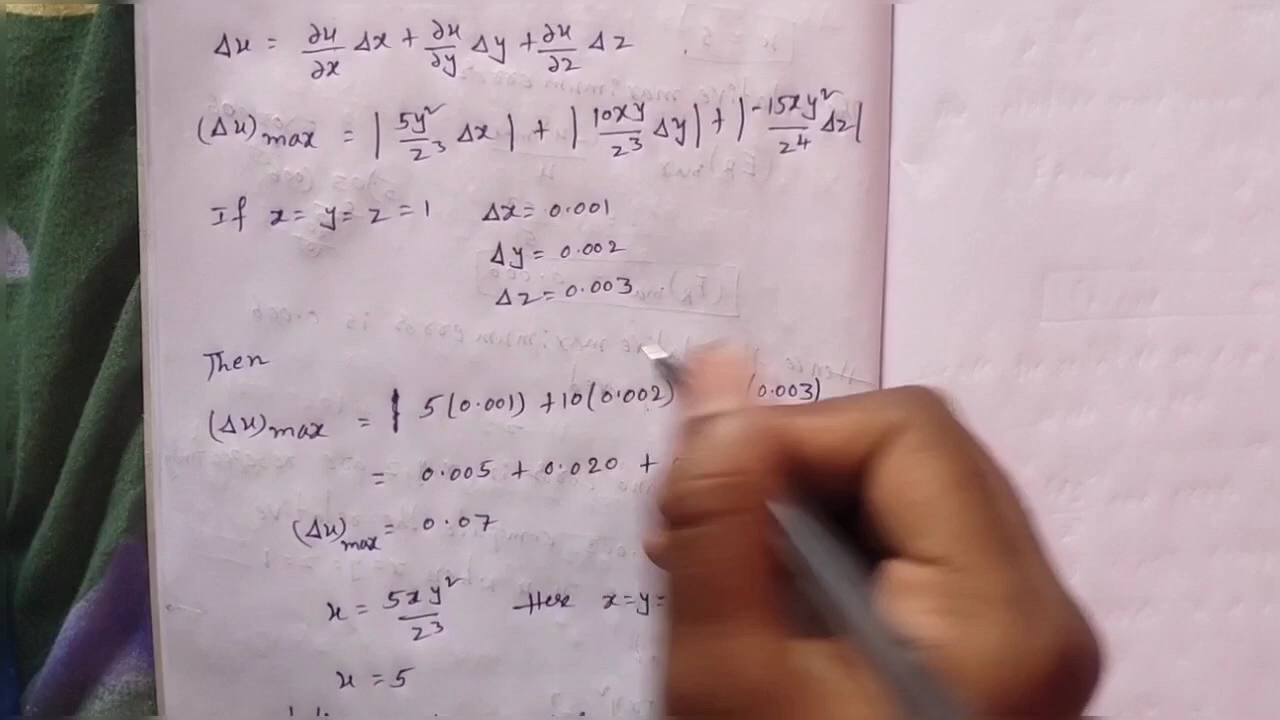 Δu = ∂u/∂x Δx + ∂u/∂y Δy + ∂u/∂z Δz
(Δu)max = | 5y²/z³ Δx | + | 10xy/z³ Δy | + | -15xy²/z⁴ Δz |
If x = y = z = 1 Δx = 0.001
Δy = 0.002
Δz = 0.003
Then
(Δu)max = | 5(0.001) + 10(0.002) (0.003)
= 0.005 + 0.020 +
(Δu)max = 0.07
u = 5xy²/z³ Here x=y=
u = 5